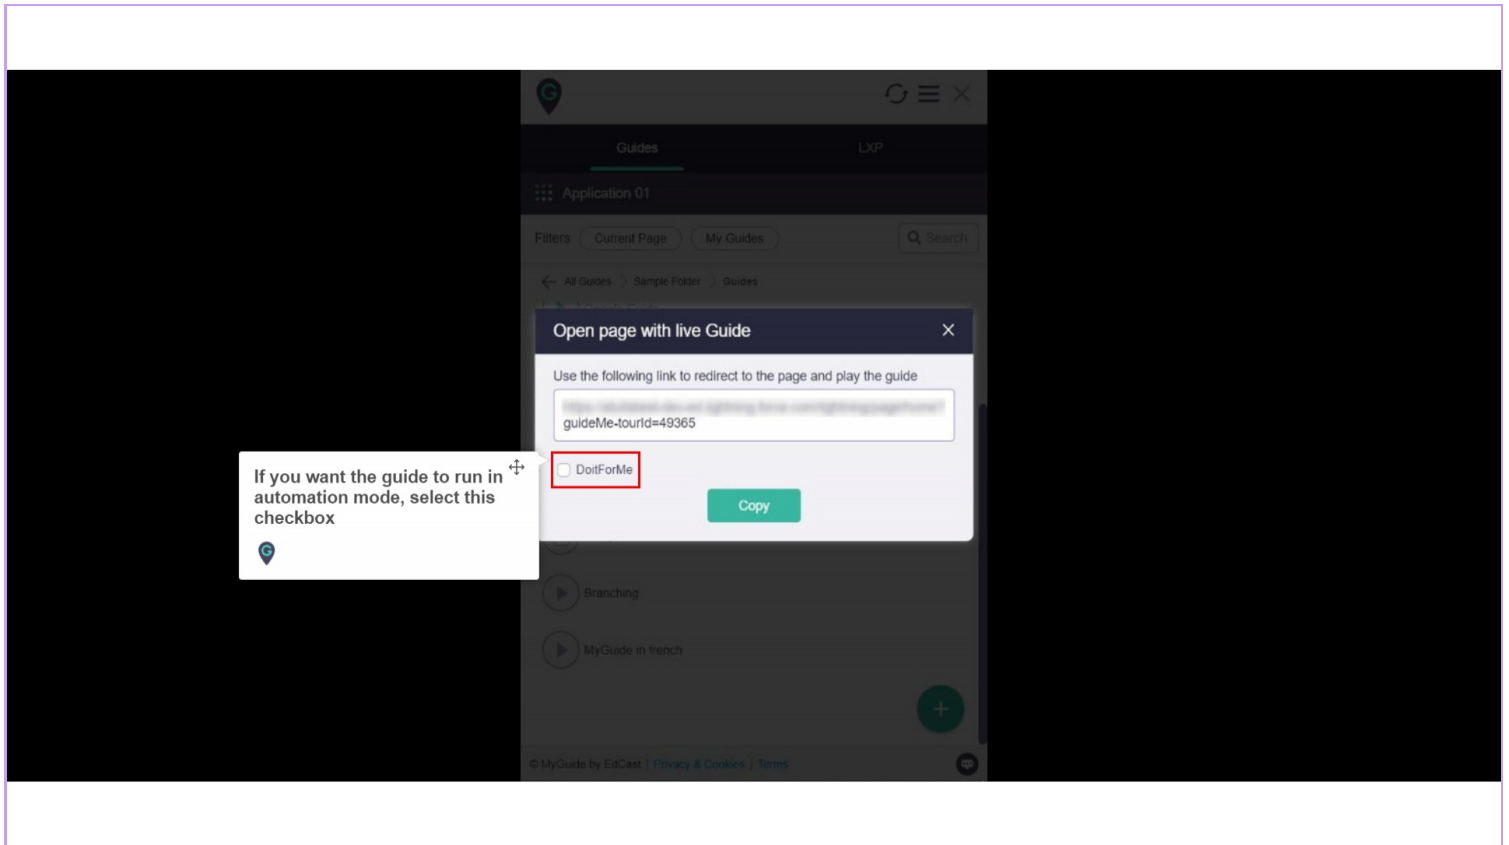 G
Guides LXP
Application 01
Filters Current Page My Guides Search
All Guides Sample Folder Guides
Open page with live Guide
Use the following link to redirect to the page and play the guide
guideMe-tourId=49365
If you want the guide to run in
automation mode, select this
checkbox
G
DoitForMe
Copy
Branching
MyGuide in french
© MyGuide by EdCast | Privacy & Cookies | Terms